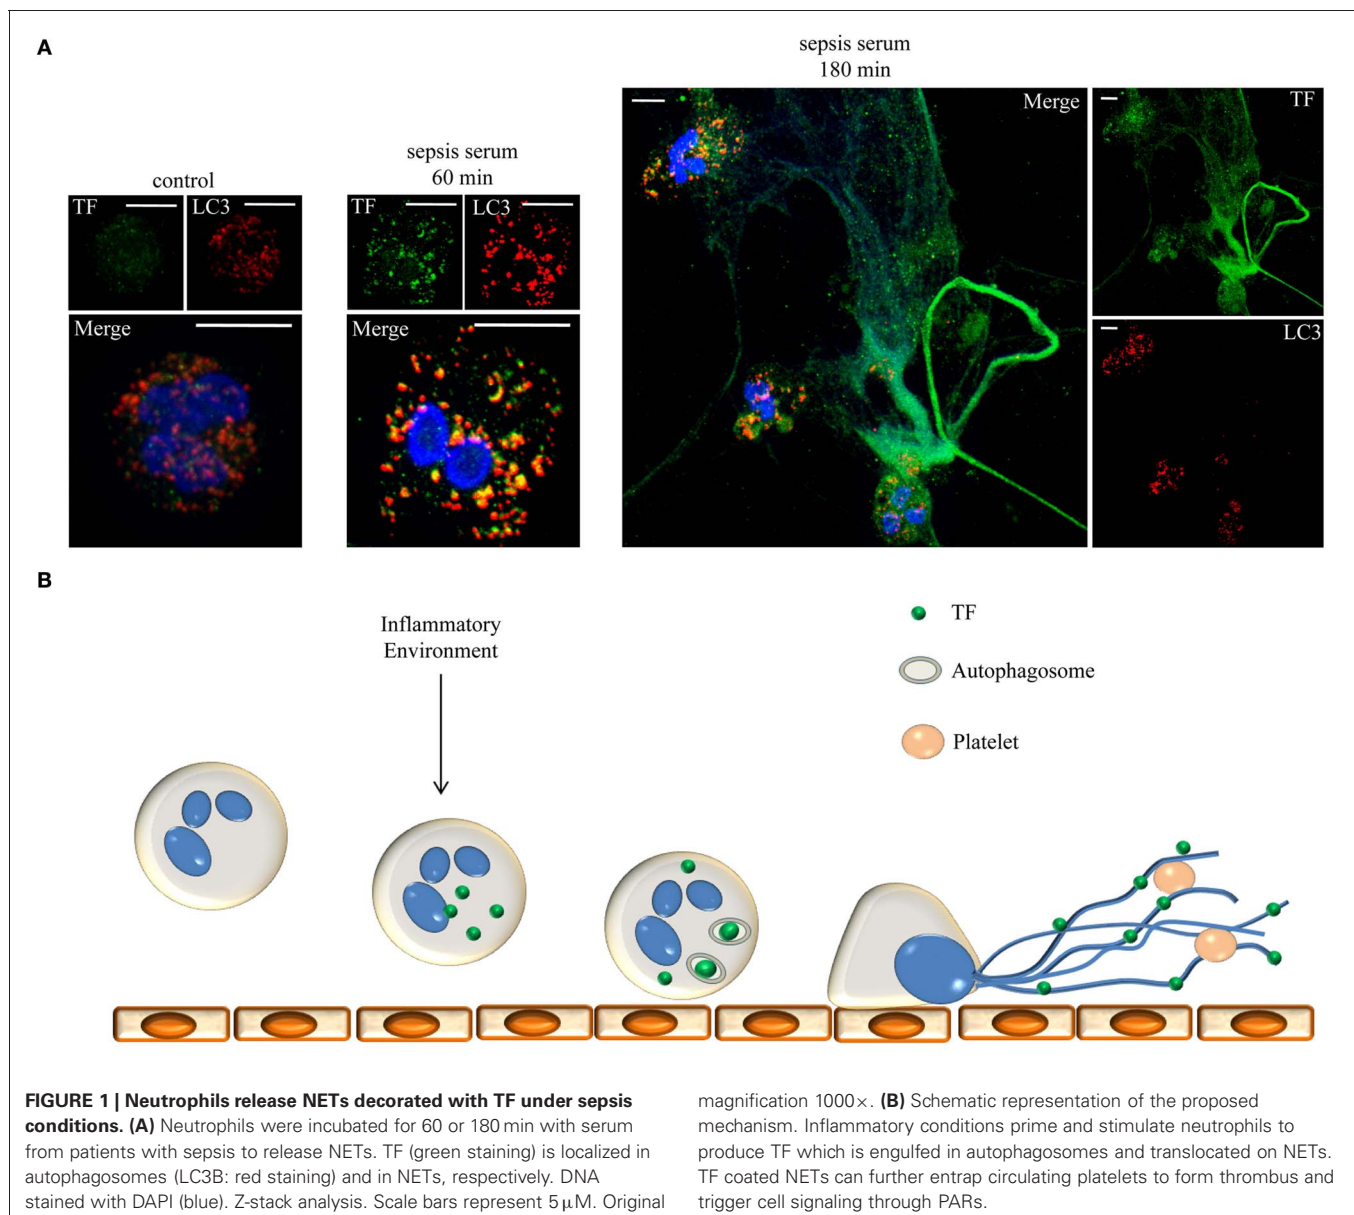 A
sepsis serum
180 min
sepsis serum
60 min
control
TF
LC3
Merge
TF
LC3
Merge
Merge
TF
LC3
B
Inflammatory
Environment
TF
Autophagosome
Platelet
FIGURE 1 | Neutrophils release NETs decorated with TF under sepsis
conditions. (A) Neutrophils were incubated for 60 or 180 min with serum
from patients with sepsis to release NETs. TF (green staining) is localized in
autophagosomes (LC3B: red staining) and in NETs, respectively. DNA
stained with DAPI (blue). Z-stack analysis. Scale bars represent 5 μM. Original
magnification 1000×. (B) Schematic representation of the proposed
mechanism. Inflammatory conditions prime and stimulate neutrophils to
produce TF which is engulfed in autophagosomes and translocated on NETs.
TF coated NETs can further entrap circulating platelets to form thrombus and
trigger cell signaling through PARs.